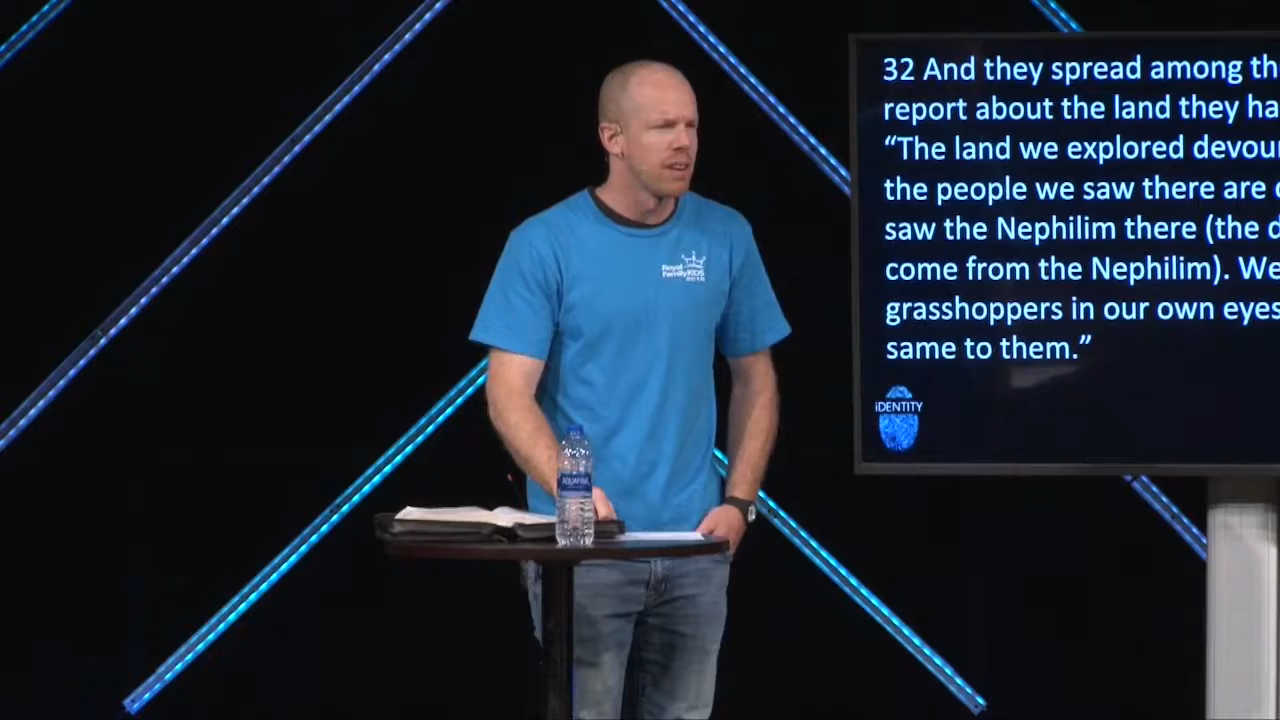 32 And they spread among th
report about the land they ha
“The land we explored devour
the people we saw there are
saw the Nephilim there (the d
come from the Nephilim). We
grasshoppers in our own eyes
same to them.”
iDENTITY
Royal
Family KIDS
AQUAFINA